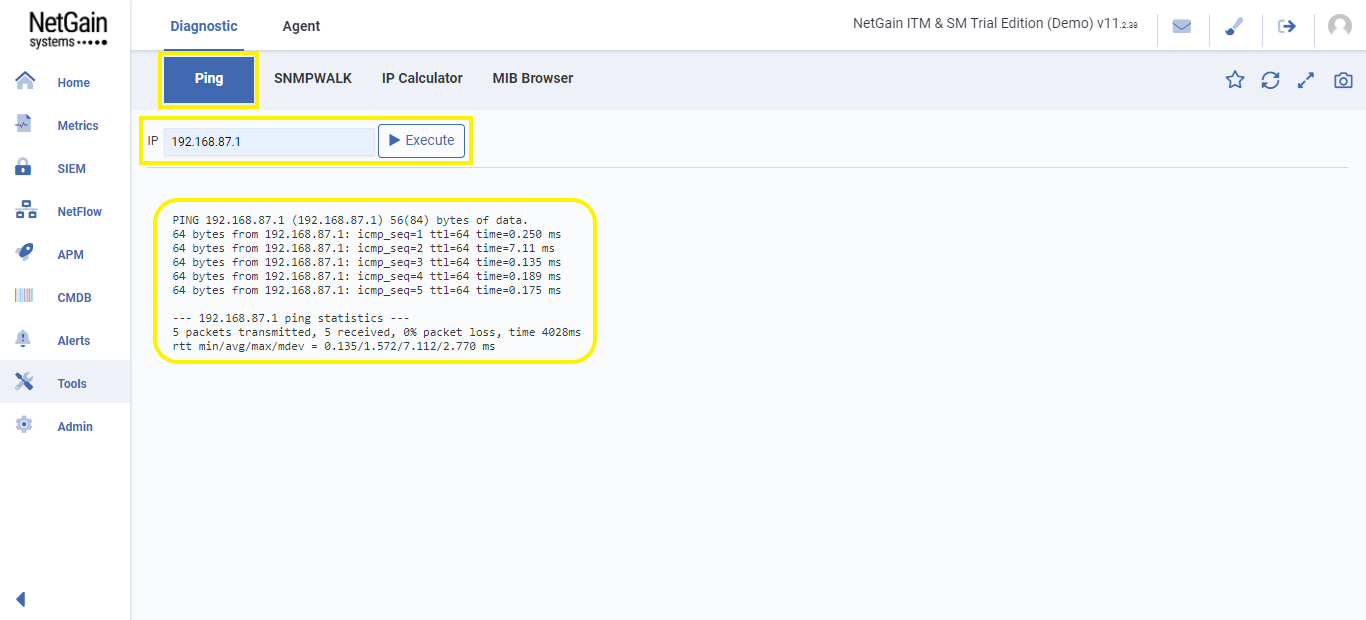 NetGain
systems
Diagnostic
Agent
NetGain ITM & SM Trial Edition (Demo) v11.2.38
Home
Metrics
SIEM
NetFlow
APM
CMDB
Alerts
Tools
Admin
Ping
SNMPWALK
IP Calculator
MIB Browser
IP
192.168.87.1
Execute
PING 192.168.87.1 (192.168.87.1) 56(84) bytes of data.
64 bytes from 192.168.87.1: icmp_seq=1 ttl=64 time=0.250 ms
64 bytes from 192.168.87.1: icmp_seq=2 ttl=64 time=7.11 ms
64 bytes from 192.168.87.1: icmp_seq=3 ttl=64 time=0.135 ms
64 bytes from 192.168.87.1: icmp_seq=4 ttl=64 time=0.189 ms
64 bytes from 192.168.87.1: icmp_seq=5 ttl=64 time=0.175 ms
--- 192.168.87.1 ping statistics ---
5 packets transmitted, 5 received, 0% packet loss, time 4028ms
rtt min/avg/max/mdev = 0.135/1.572/7.112/2.770 ms